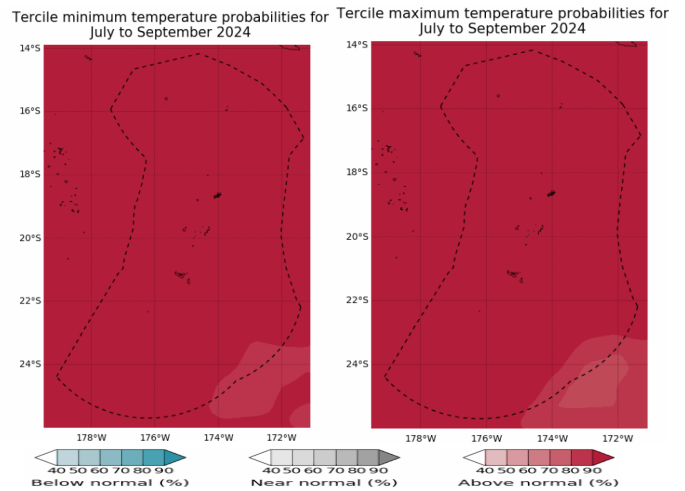 Tercile minimum temperature probabilities for
July to September 2024
Tercile maximum temperature probabilities for
July to September 2024
14°S
16°S
18°S
20°S
22°S
24°S
178°W 176°W 174°W 172°W
14°S
16°S
18°S
20°S
22°S
24°S
178°W 176°W 174°W 172°W
40 50 60 70 80 90
Below normal (%)
40 50 60 70 80 90
Near normal (%)
40 50 60 70 80 90
Above normal (%)